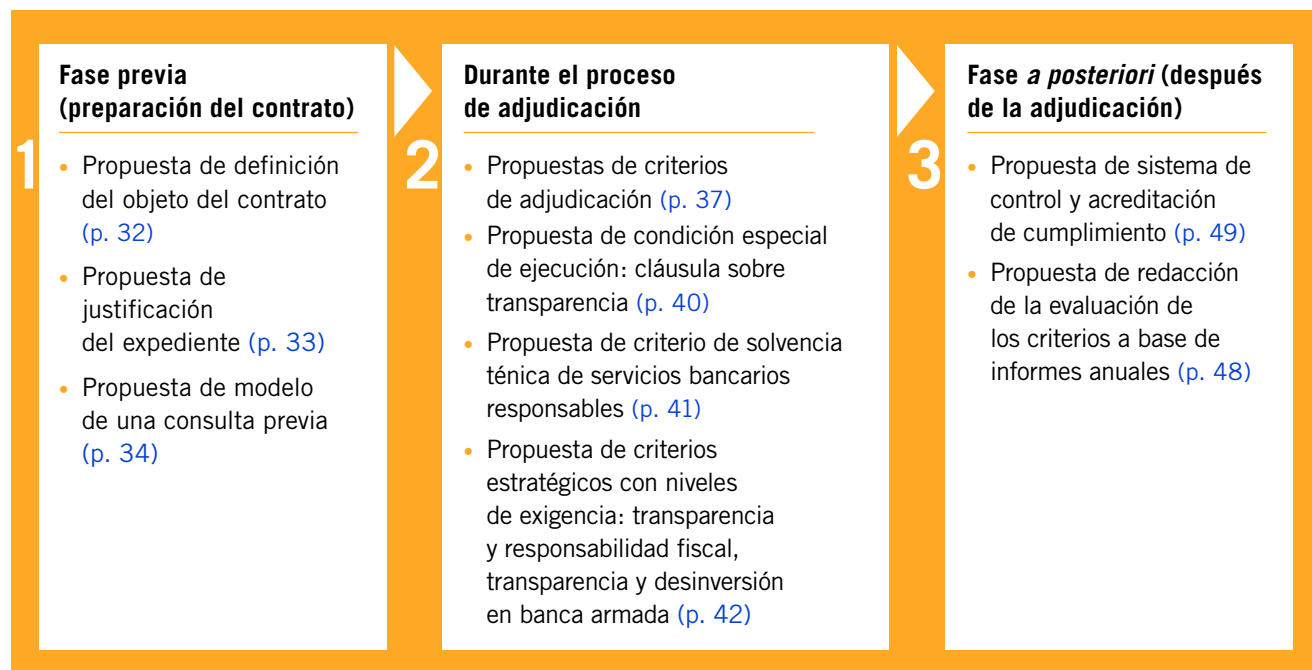 1
Fase previa
(preparación del contrato)
• Propuesta de definición
del objeto del contrato
(p. 32)
• Propuesta de
justificación
del expediente (p. 33)
• Propuesta de modelo
de una consulta previa
(p. 34)
2
Durante el proceso
de adjudicación
• Propuestas de criterios
de adjudicación (p. 37)
• Propuesta de condición especial
de ejecución: cláusula sobre
transparencia (p. 40)
• Propuesta de criterio de solvencia
ténica de servicios bancarios
responsables (p. 41)
• Propuesta de criterios
estratégicos con niveles
de exigencia: transparencia
y responsabilidad fiscal,
transparencia y desinversión
en banca armada (p. 42)
3
Fase a posteriori (después
de la adjudicación)
• Propuesta de sistema de
control y acreditación
de cumplimiento (p. 49)
• Propuesta de redacción
de la evaluación de
los criterios a base de
informes anuales (p. 48)